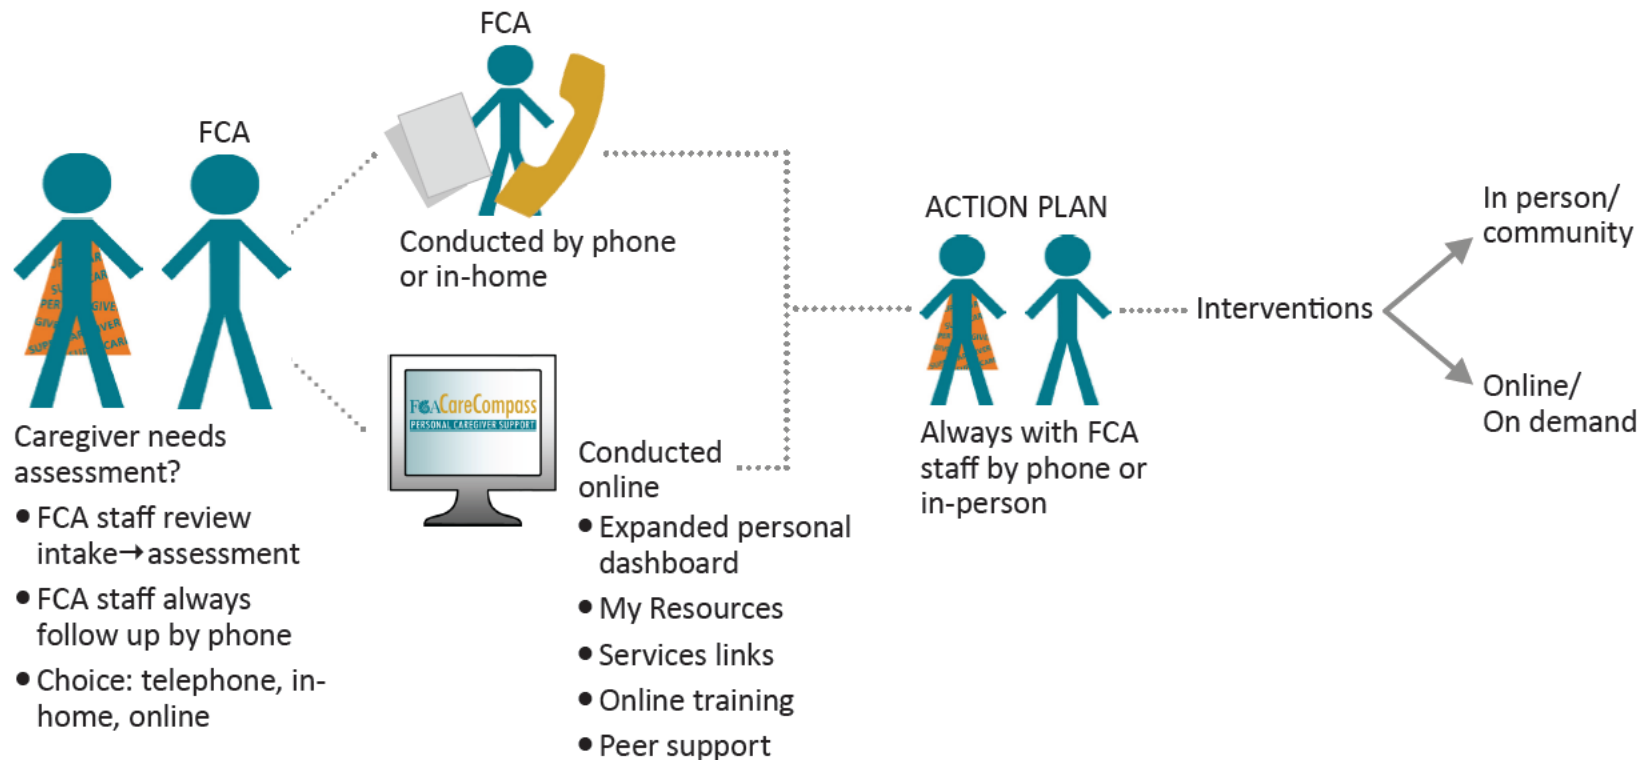 FCA
Caregiver needs
assessment?
• FCA staff review
intake→assessment
• FCA staff always
follow up by phone
• Choice: telephone, in-
home, online
FCA
Conducted by phone
or in-home
FCACareCompass
PERSONAL CAREGIVER SUPPORT
Conducted
online
• Expanded personal
dashboard
• My Resources
• Services links
• Online training
• Peer support
ACTION PLAN
Always with FCA
staff by phone or
in-person
Interventions
In person/
community
Online/
On demand